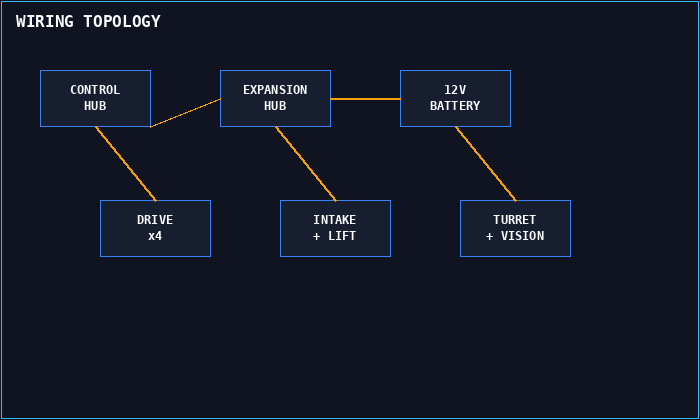 WIRING TOPOLOGY
CONTROL
HUB
EXPANSION
HUB
12V
BATTERY
DRIVE
x4
INTAKE
+ LIFT
TURRET
+ VISION